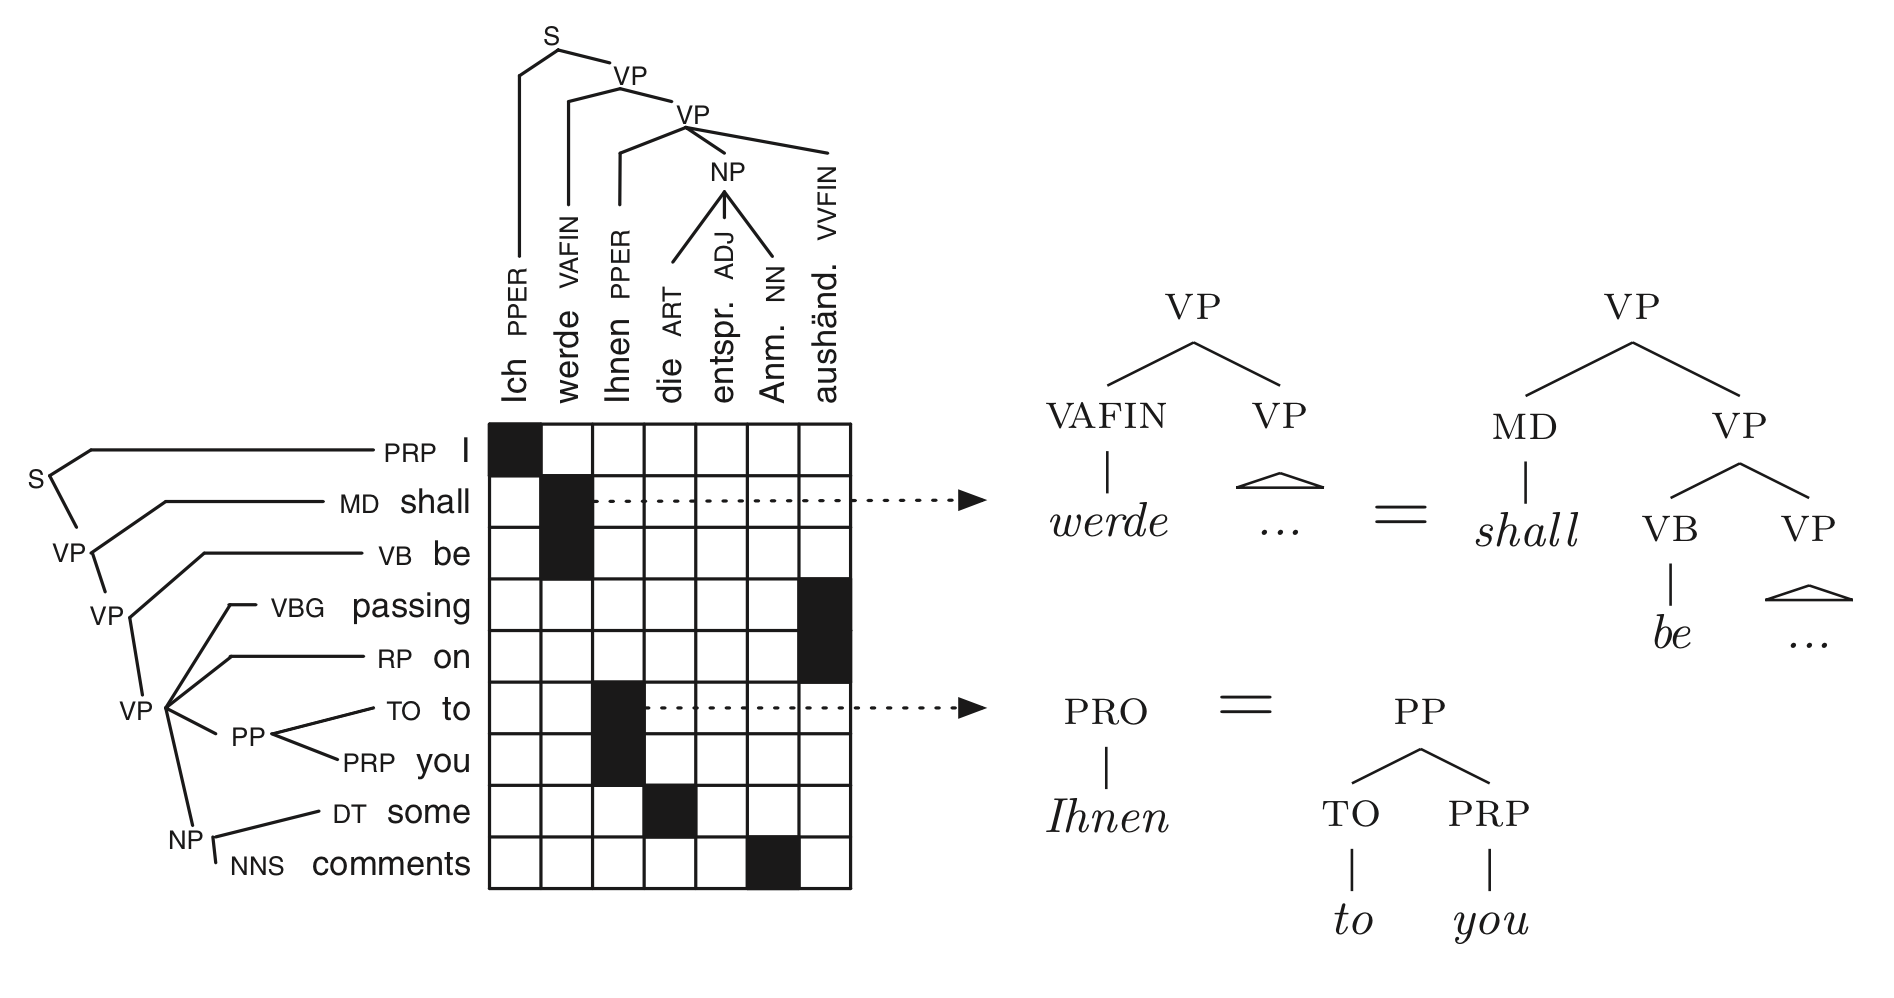 S
VP
VP
NP
Ich PPER
werde VAFIN
Ihnen PPER
die ART
entspr. ADJ
Anm. NN
aushänd. VVFIN
S
VP
VP
VP
PP
NP
PRP I
MD shall
VB be
VBG passing
RP on
TO to
PRP you
DT some
NNS comments
VP
VAFIN VP
werde ...
=
VP
MD VP
shall VB VP
be ...
PRO = PP
Ihnen TO PRP
to you